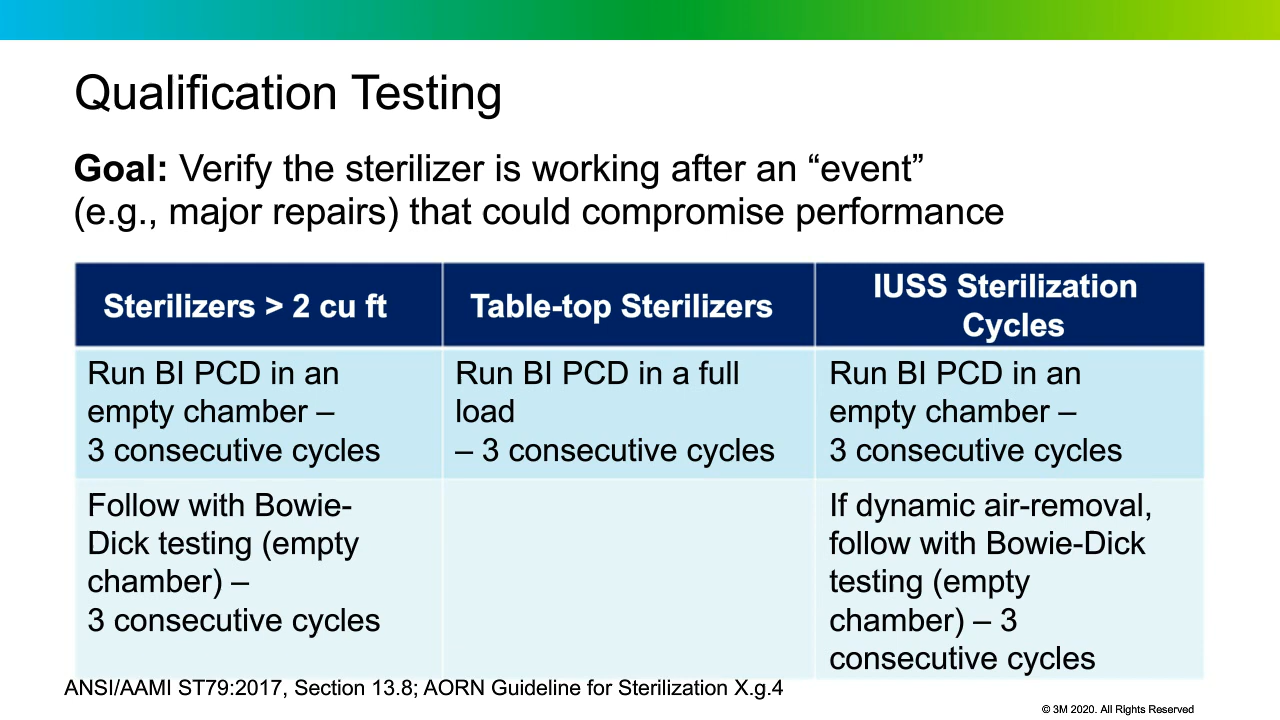 Qualification Testing
Goal: Verify the sterilizer is working after an “event”
(e.g., major repairs) that could compromise performance
Sterilizers > 2 cu ft
Table-top Sterilizers
IUSS Sterilization
Cycles
Run BI PCD in an
empty chamber –
3 consecutive cycles
Run BI PCD in a full
load
– 3 consecutive cycles
Run BI PCD in an
empty chamber –
3 consecutive cycles
Follow with Bowie-
Dick testing (empty
chamber) –
3 consecutive cycles
If dynamic air-removal,
follow with Bowie-Dick
testing (empty
chamber) – 3
consecutive cycles
ANSI/AAMI ST79:2017, Section 13.8; AORN Guideline for Sterilization X.g.4
© 3M 2020. All Rights Reserved